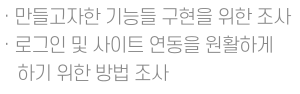 · 만들고자한 기능들 구현을 위한 조사
· 로그인 및 사이트 연동을 원활하게
하기 위한 방법 조사